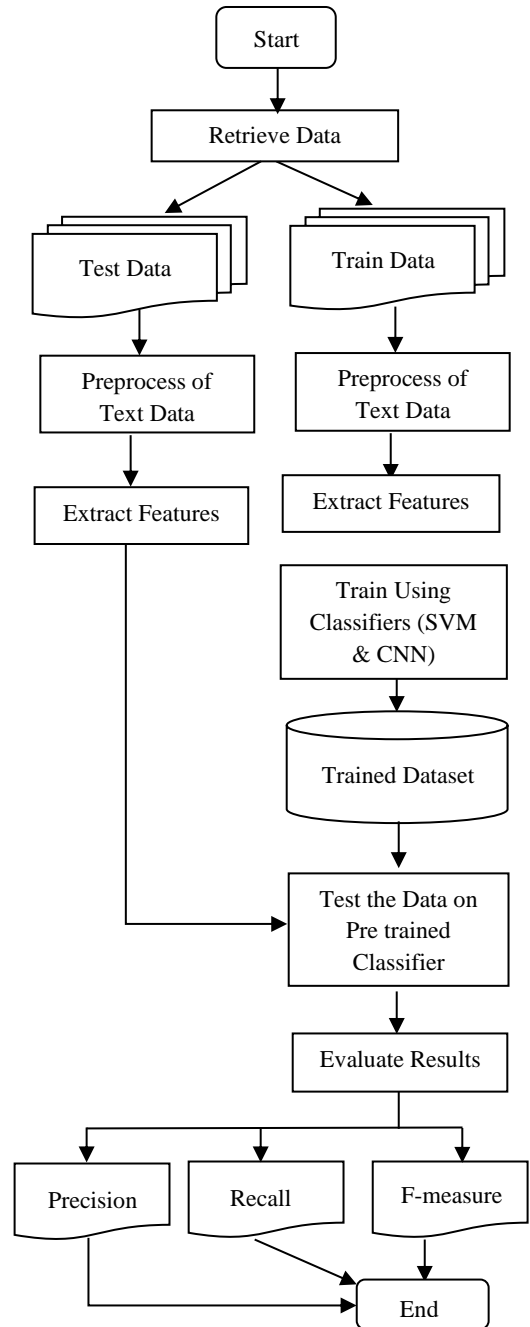 Start
Retrieve Data
Test Data
Train Data
Preprocess of
Text Data
Preprocess of
Text Data
Extract Features
Extract Features
Train Using
Classifiers (SVM
& CNN)
Trained Dataset
Test the Data on
Pre trained
Classifier
Evaluate Results
Precision
Recall
F-measure
End